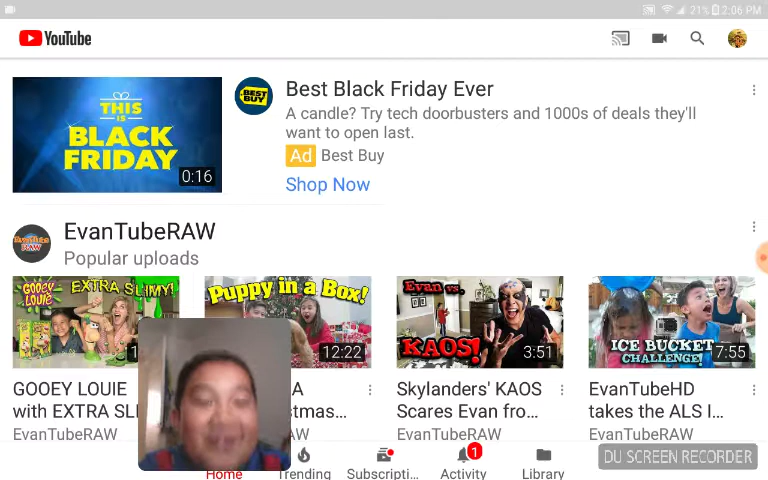 21% 2:06 PM
YouTube
THIS
IS
BLACK
FRIDAY
0:16
BEST
BUY
Best Black Friday Ever
A candle? Try tech doorbusters and 1000s of deals they'll
want to open last.
Ad Best Buy
Shop Now
EvanTubeRAW
Popular uploads
GOOEY LOUIE EXTRA SLIMY!
Puppy in a Box!
12:22
Evan vs.
KAOS!
3:51
ICE BUCKET
CHALLENGE!
7:55
GOOEY LOUIE
with EXTRA SLI
EvanTubeRAW
A
stmas...
Skylanders' KAOS
Scares Evan fro...
EvanTubeRAW
EvanTubeHD
takes the ALS I...
EvanTubeRAW
Home
Trending
Subscripti...
Activity
1
Library
DU SCREEN RECORDER